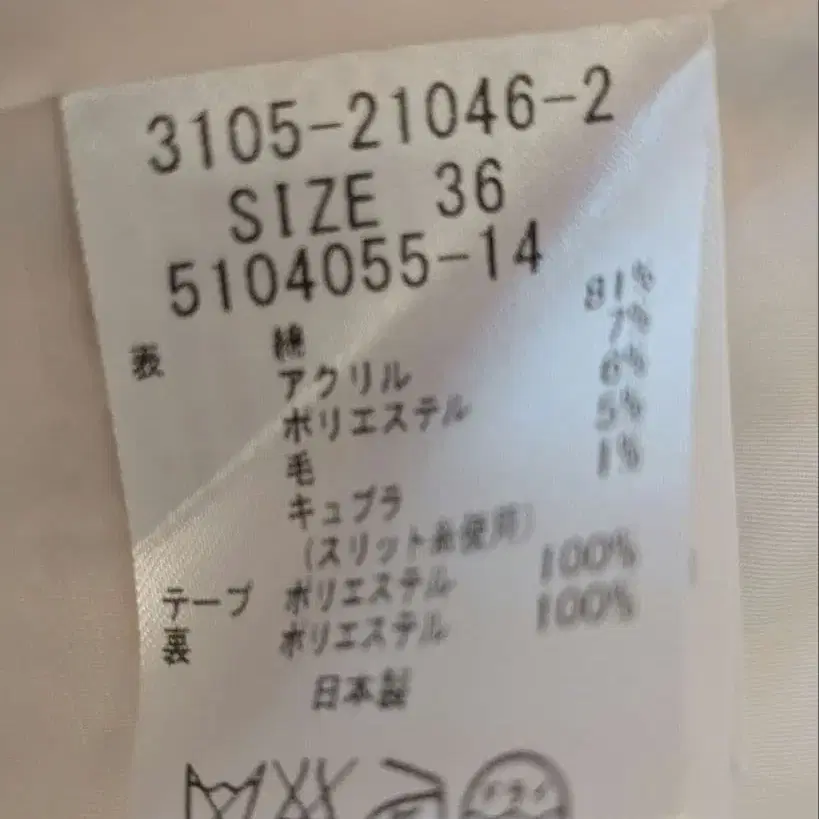 3105-21046-2
SIZE 36
5104055-14
表 綿 81%
アクリル 7%
ポリエステル 6%
毛 5%
キュプラ 1%
(スリット糸使用)
テープ ポリエステル 100%
裏 ポリエステル 100%
日本製
ドライ